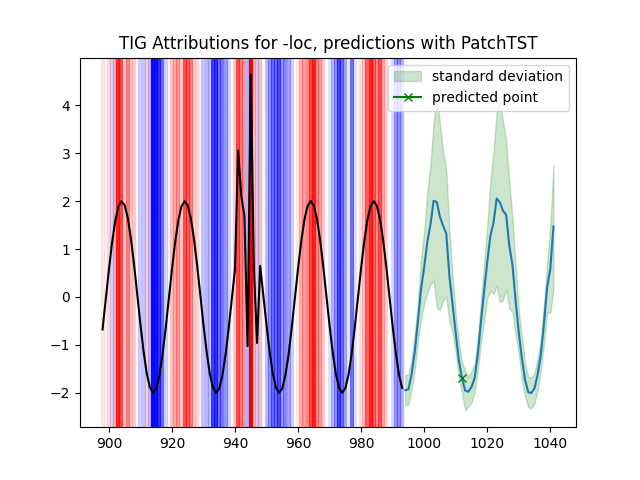 TIG Attributions for -loc, predictions with PatchTST
standard deviation
predicted point
4
3
2
1
0
−1
−2
900 920 940 960 980 1000 1020 1040